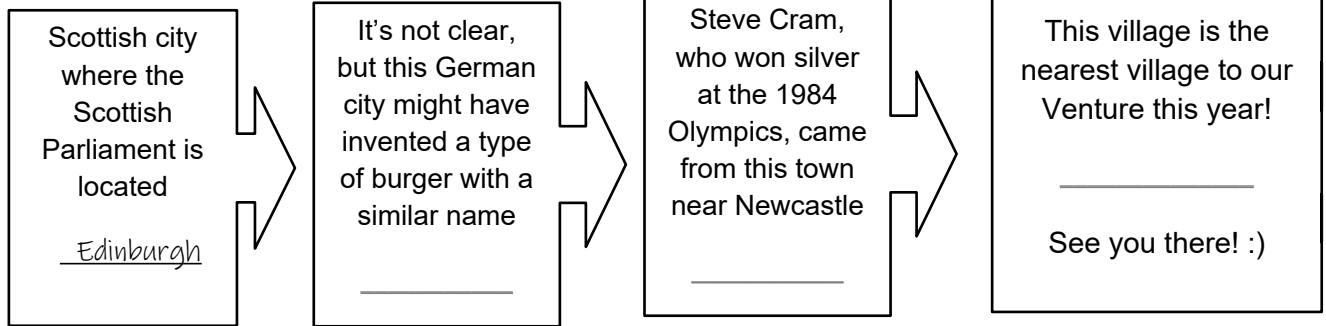 Scottish city
where the
Scottish
Parliament is
located
Edinburgh
It’s not clear,
but this German
city might have
invented a type
of burger with a
similar name
Steve Cram,
who won silver
at the 1984
Olympics, came
from this town
near Newcastle
This village is the
nearest village to our
Venture this year!
See you there! :)